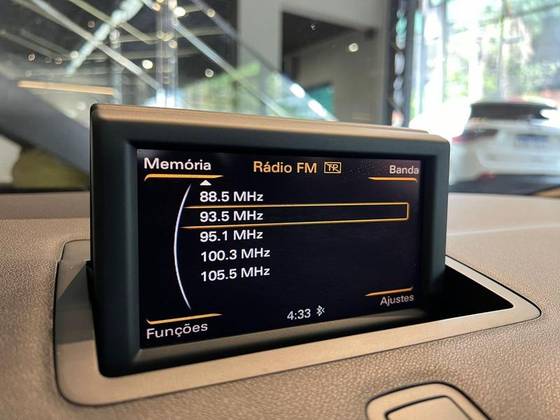 Memória Rádio FM TP Banda
88.5 MHz
93.5 MHz
95.1 MHz
100.3 MHz
105.5 MHz
4:33
Funções Ajustes